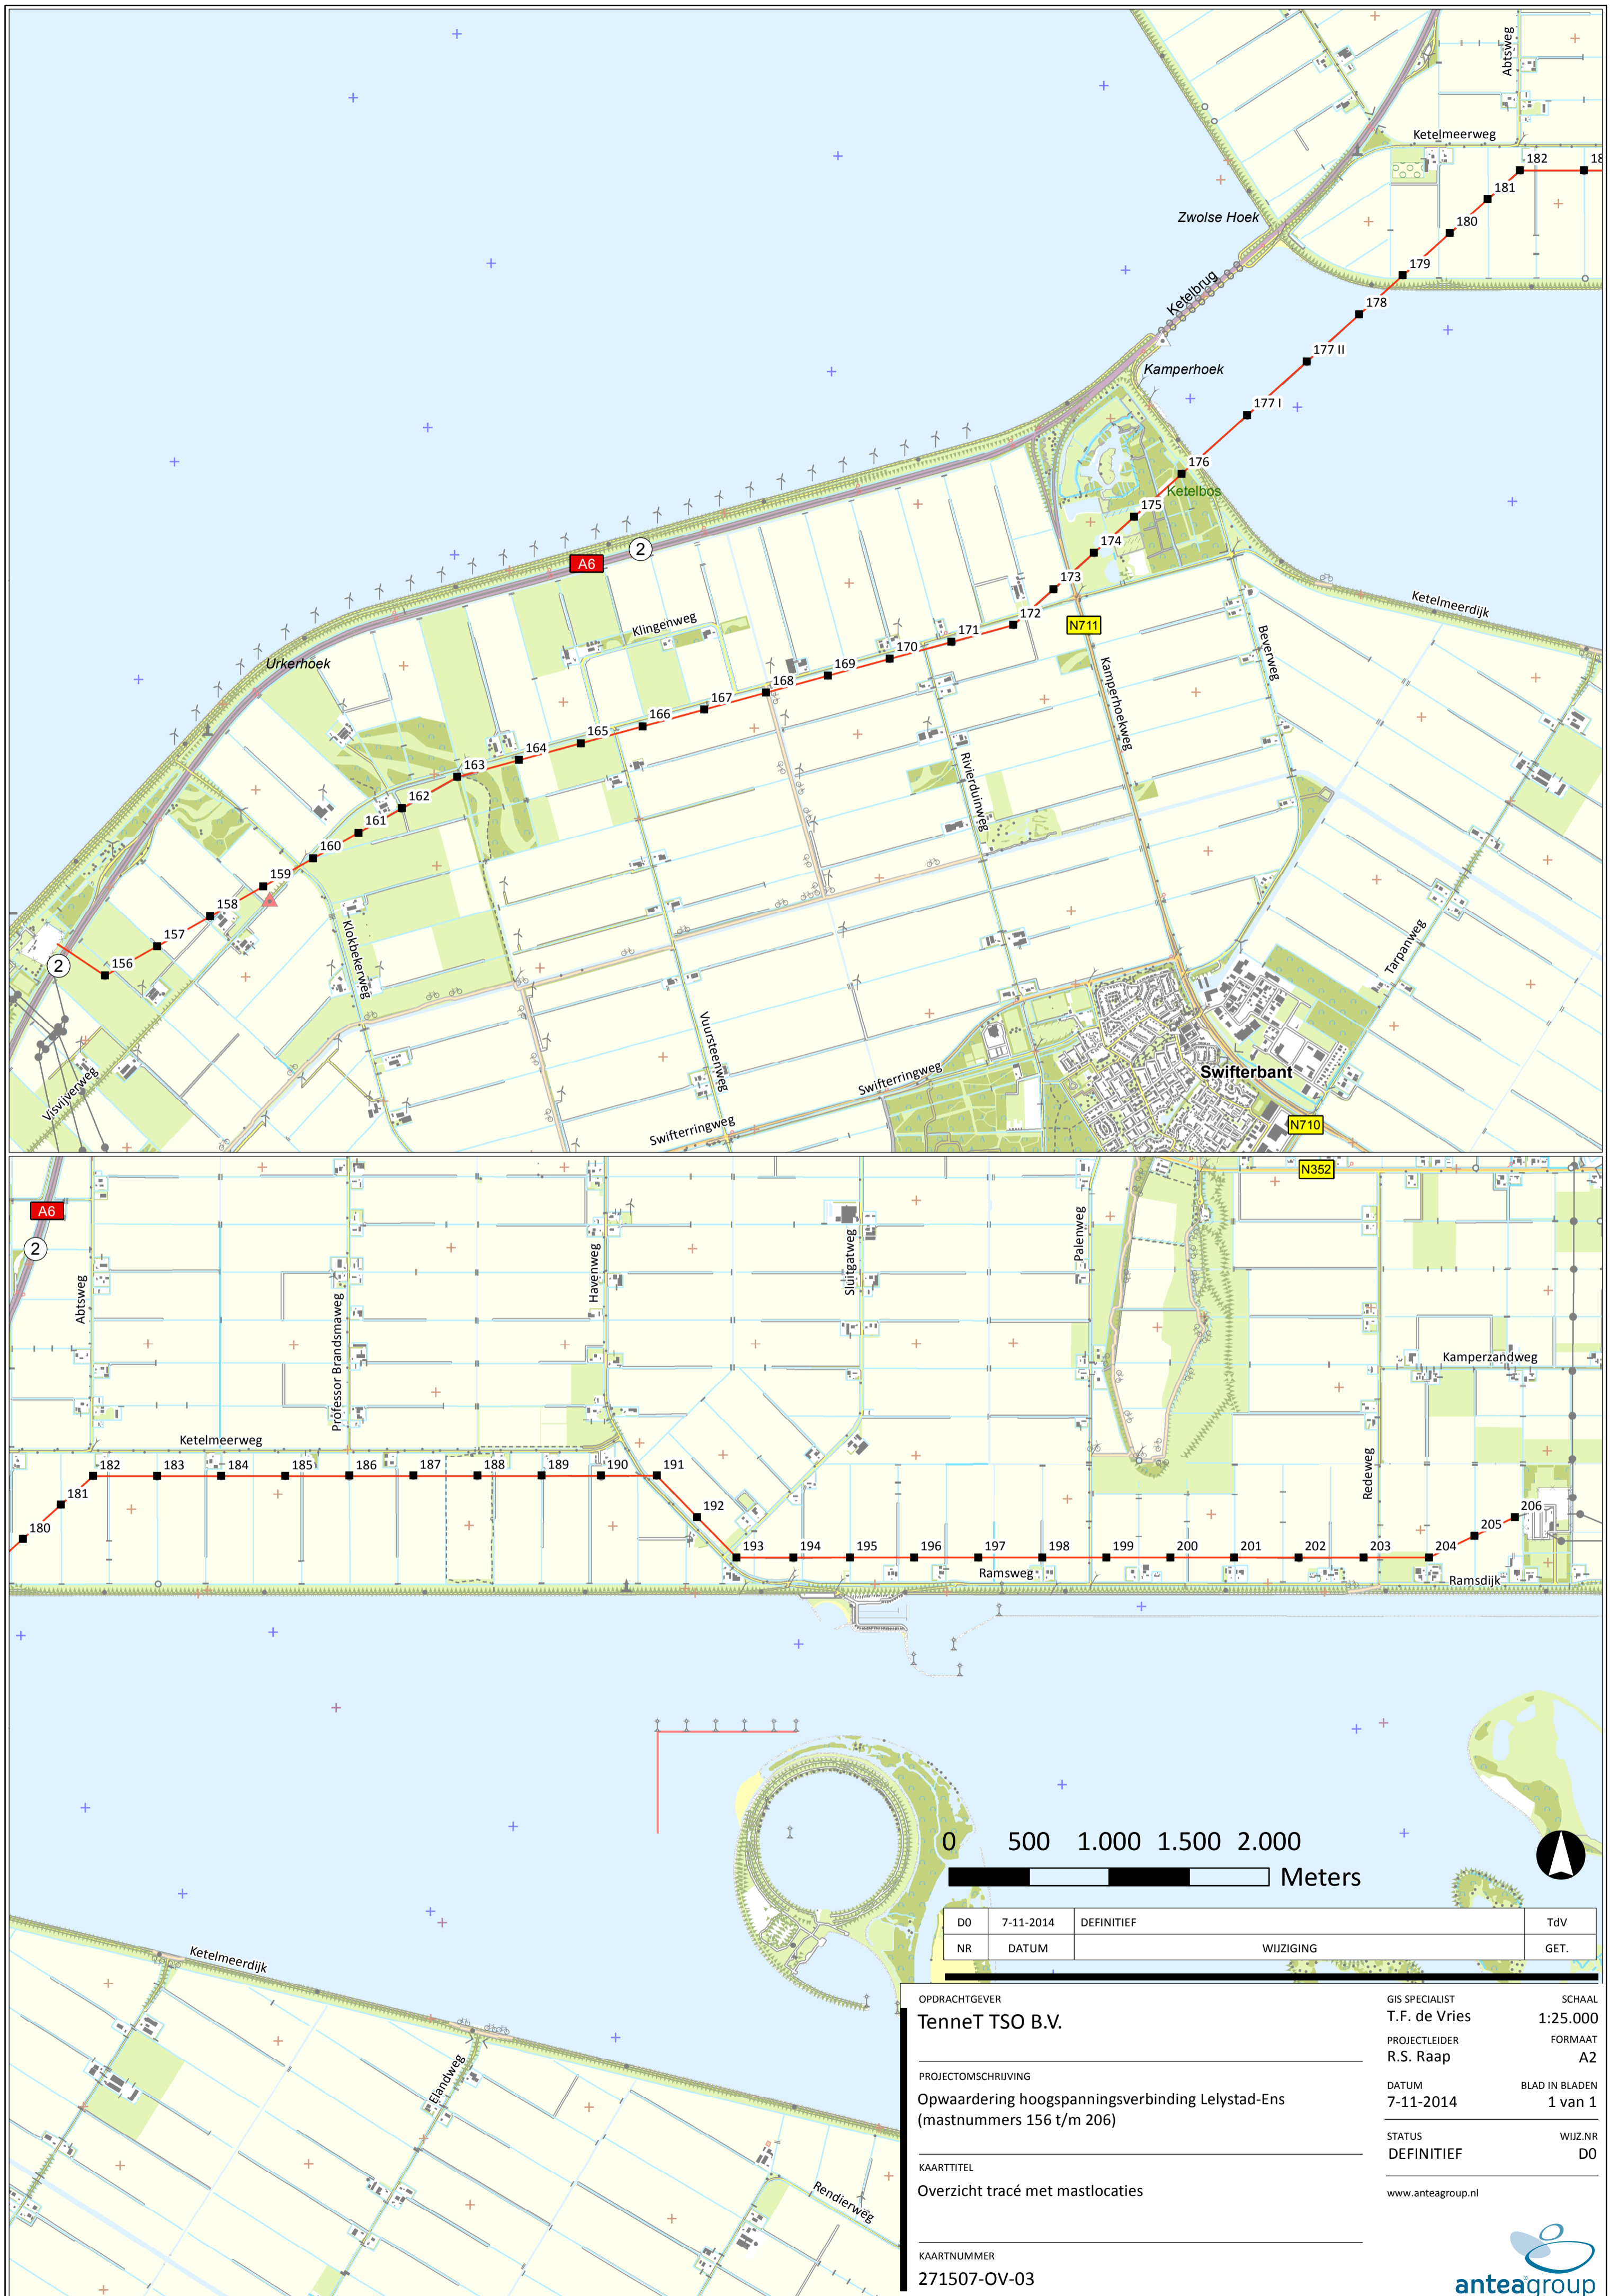 Abtsweg
Ketelmeerweg
182
18
181
Zwolse Hoek
180
179
Ketelbrug
178
177 II
Kamperhoek
177 I
176
Ketelbos
175
2
A6
174
173
Ketelmeerdijk
Klingenweg
172
N711
171
170
Beverweg
Urkerhoek
169
168
Kamperhoekweg
167
166
165
164
163
Rivierduinweg
162
161
160
159
158
Klokbekerweg
157
Tarpanweg
156
2
Vuursteenweg
Visvijverweg
Swifterringweg
Swifterbant
Swifterringweg
N710
N352
A6
2
Abtsweg
Professor Brandsmaweg
Havenweg
Sluitgatweg
Palenweg
Kamperzandweg
Ketelmeerweg
Redeweg
182
183
184
185
186
187
188
189
190
191
181
192
206
180
205
193
194
195
196
197
198
199
200
201
202
203
204
Ramsweg
Ramsdijk
0 500 1.000 1.500 2.000
Meters
D0 7-11-2014 DEFINITIEF TdV
NR DATUM WIJZIGING GET.
Ketelmeerdijk
Elandweg
Rendierweg
OPDRACHTGEVER
TenneT TSO B.V.
PROJECTOMSCHRIJVING
Opwaardering hoogspanningsverbinding Lelystad-Ens
(mastnummers 156 t/m 206)
KAARTTITEL
Overzicht tracé met mastlocaties
KAARTNUMMER
271507-OV-03
GIS SPECIALIST SCHAAL
T.F. de Vries 1:25.000
PROJECTLEIDER FORMAAT
R.S. Raap A2
DATUM BLAD IN BLADEN
7-11-2014 1 van 1
STATUS WIJZ.NR
DEFINITIEF D0
www.anteagroup.nl
anteagroup